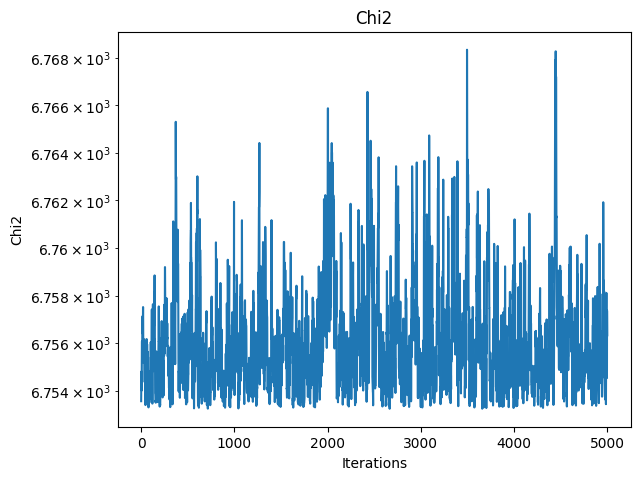 Chi2
6.768 × 10³
6.766 × 10³
6.764 × 10³
6.762 × 10³
6.76 × 10³
6.758 × 10³
6.756 × 10³
6.754 × 10³
Chi2
0 1000 2000 3000 4000 5000
Iterations